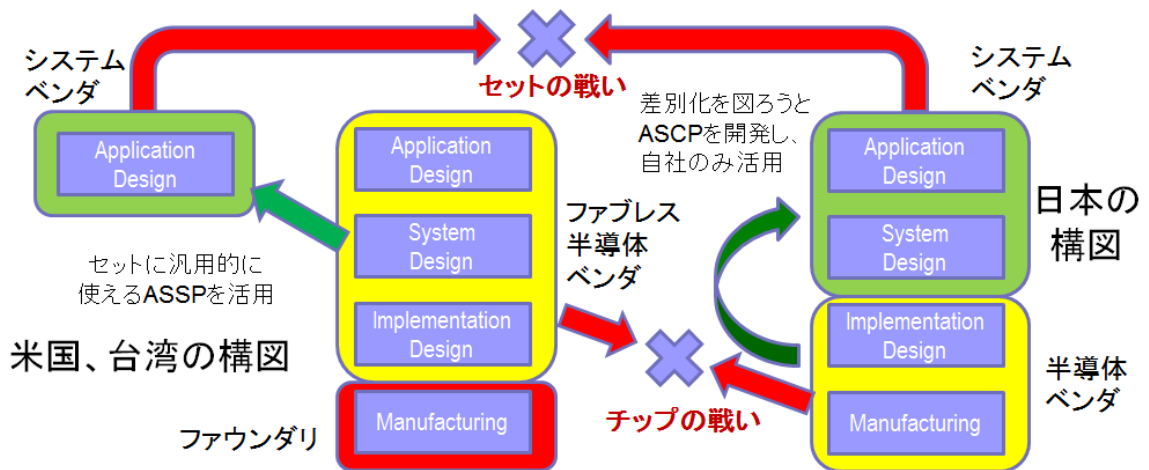 システム
ベンダ
Application
Design
セットに汎用的に
使えるASSPを活用
米国、台湾の構図
セットの戦い
Application
Design
System
Design
Implementation
Design
Manufacturing
ファブレス
半導体
ベンダ
ファウンダリ
チップの戦い
差別化を図ろうと
ASCPを開発し、
自社のみ活用
システム
ベンダ
Application
Design
System
Design
Implementation
Design
Manufacturing
日本の
構図
半導体
ベンダ